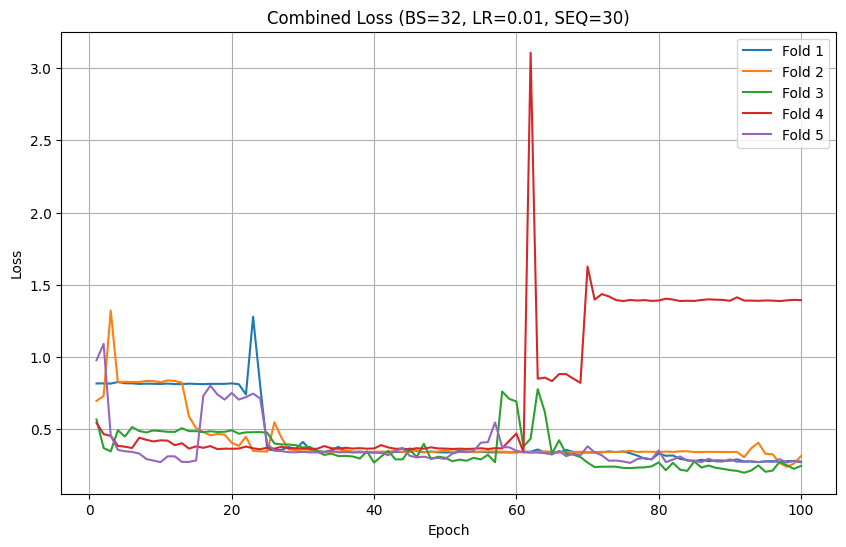 Combined Loss (BS=32, LR=0.01, SEQ=30)
Fold 1
Fold 2
Fold 3
Fold 4
Fold 5
3.0
2.5
2.0
1.5
1.0
0.5
Loss
0 20 40 60 80 100
Epoch